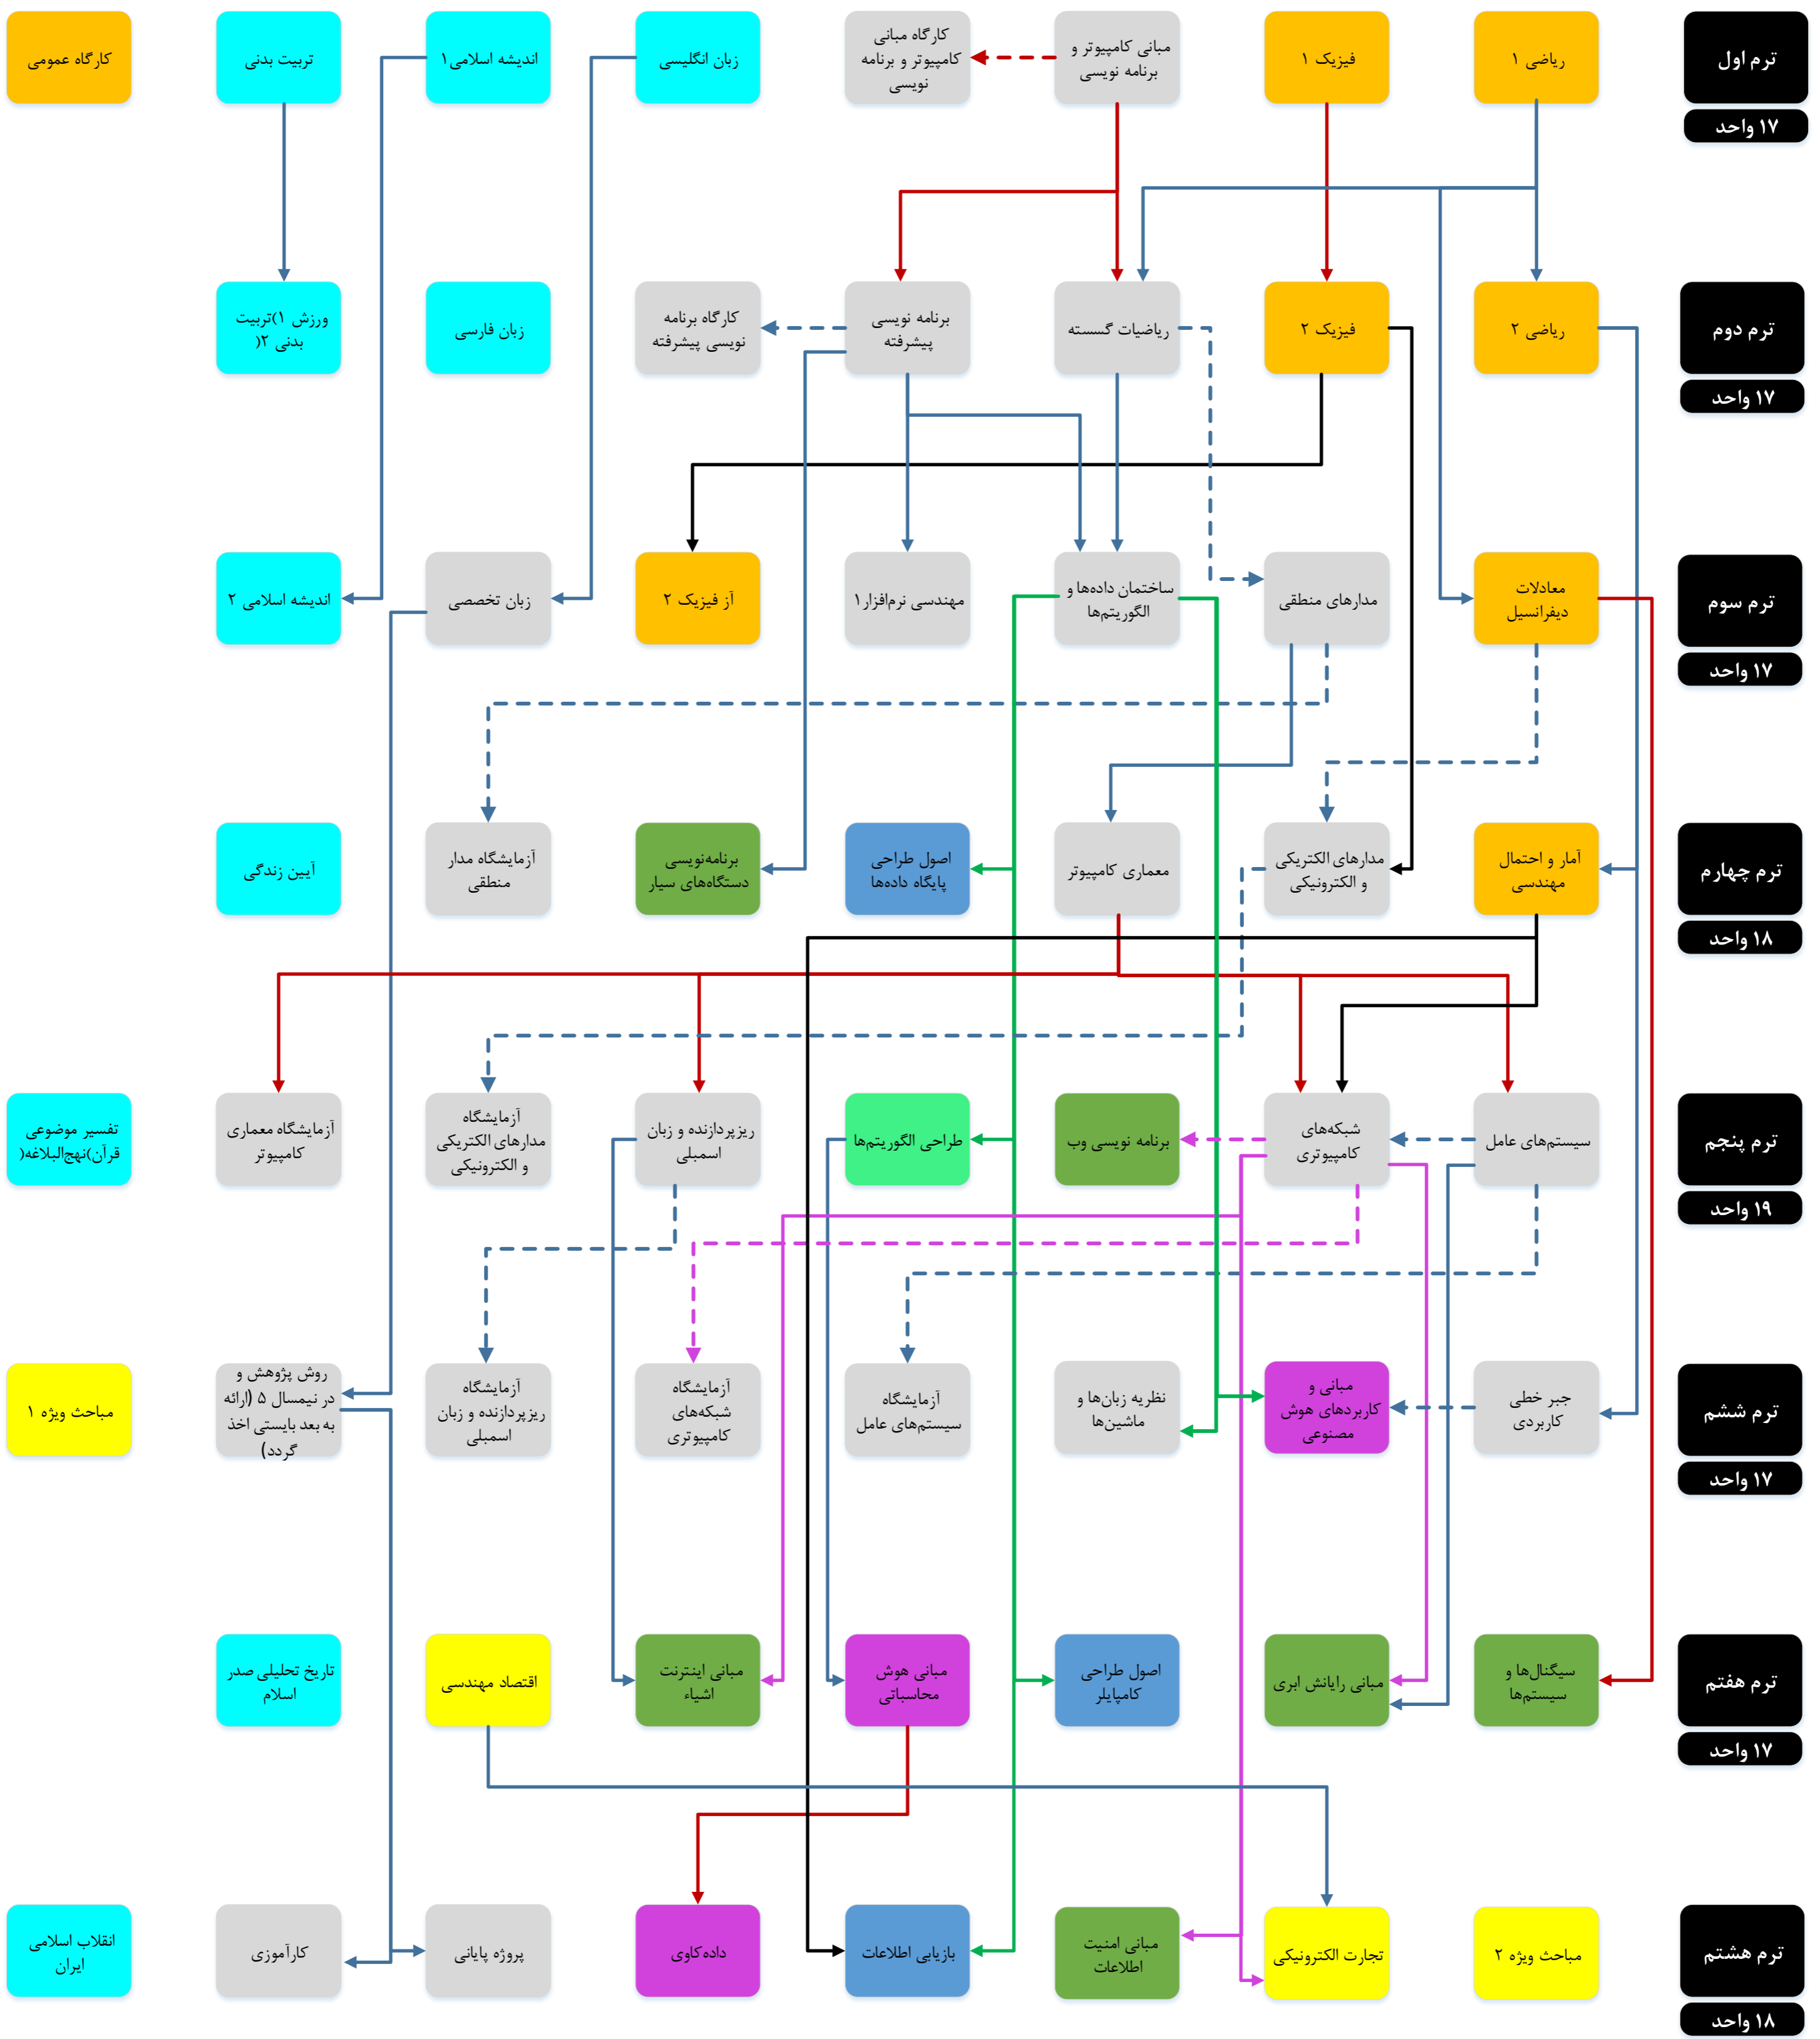 ترم اول
۱۷ واحد
ریاضی ۱
فیزیک ۱
مبانی کامپیوتر و
برنامه نویسی
کارگاه مبانی
کامپیوتر و برنامه
نویسی
زبان انگلیسی
اندیشه اسلامی۱
تربیت بدنی
کارگاه عمومی
ترم دوم
۱۷ واحد
ریاضی ۲
فیزیک ۲
ریاضیات گسسته
برنامه نویسی
پیشرفته
کارگاه برنامه
نویسی پیشرفته
زبان فارسی
ورزش ۱)تربیت
بدنی ۲(
ترم سوم
۱۷ واحد
معادلات
دیفرانسیل
مدارهای منطقی
ساختمان داده‌ها و
الگوریتم‌ها
مهندسی نرم‌افزار۱
آز فیزیک ۲
زبان تخصصی
اندیشه اسلامی ۲
ترم چهارم
۱۸ واحد
آمار و احتمال
مهندسی
مدارهای الکتریکی
و الکترونیکی
معماری کامپیوتر
اصول طراحی
پایگاه داده‌ها
برنامه‌نویسی
دستگاه‌های سیار
آزمایشگاه مدار
منطقی
آیین زندگی
ترم پنجم
۱۹ واحد
سیستم‌های عامل
شبکه‌های
کامپیوتری
برنامه نویسی وب
طراحی الگوریتم‌ها
ریزپردازنده و زبان
اسمبلی
آزمایشگاه
مدارهای الکتریکی
و الکترونیکی
آزمایشگاه معماری
کامپیوتر
تفسیر موضوعی
قرآن)نهج‌البلاغه(
ترم ششم
۱۷ واحد
جبر خطی
کاربردی
مبانی و
کاربردهای هوش
مصنوعی
نظریه زبان‌ها و
ماشین‌ها
آزمایشگاه
سیستم‌های عامل
آزمایشگاه
شبکه‌های
کامپیوتری
آزمایشگاه
ریزپردازنده و زبان
اسمبلی
روش پژوهش و
ارائه) در نیمسال ۵
به بعد بایستی اخذ
گردد)
مباحث ویژه ۱
ترم هفتم
۱۷ واحد
سیگنال‌ها و
سیستم‌ها
مبانی رایانش ابری
اصول طراحی
کامپایلر
مبانی هوش
محاسباتی
مبانی اینترنت
اشیاء
اقتصاد مهندسی
تاریخ تحلیلی صدر
اسلام
ترم هشتم
۱۸ واحد
مباحث ویژه ۲
تجارت الکترونیکی
مبانی امنیت
اطلاعات
بازیابی اطلاعات
داده‌کاوی
پروژه پایانی
کارآموزی
انقلاب اسلامی
ایران